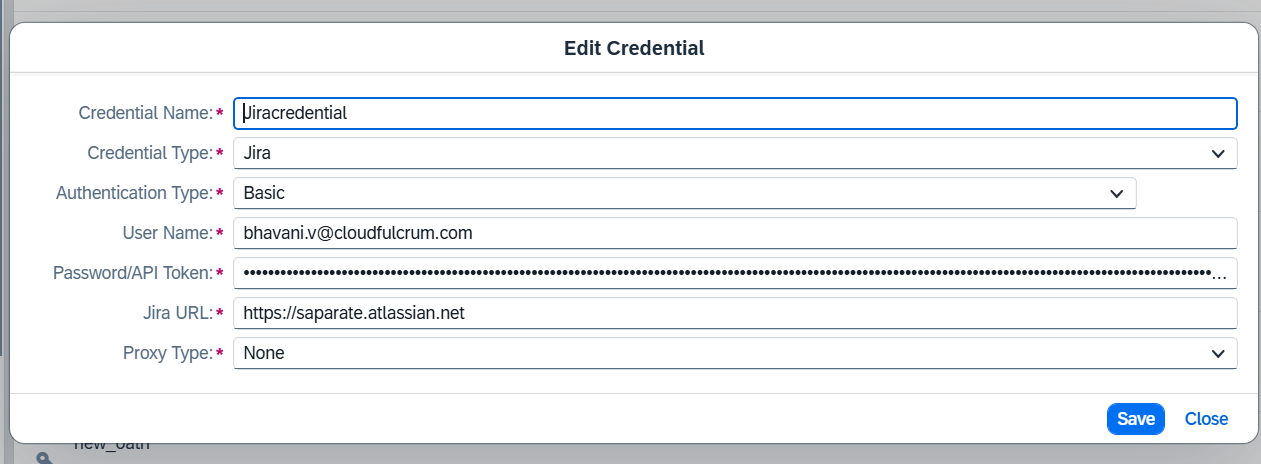 Edit Credential
Credential Name:* Jiracredential
Credential Type:* Jira
Authentication Type:* Basic
User Name:* bhavani.v@cloudfulcrum.com
Password/API Token:*
Jira URL:* https://saparate.atlassian.net
Proxy Type:* None
Save Close
new_oath